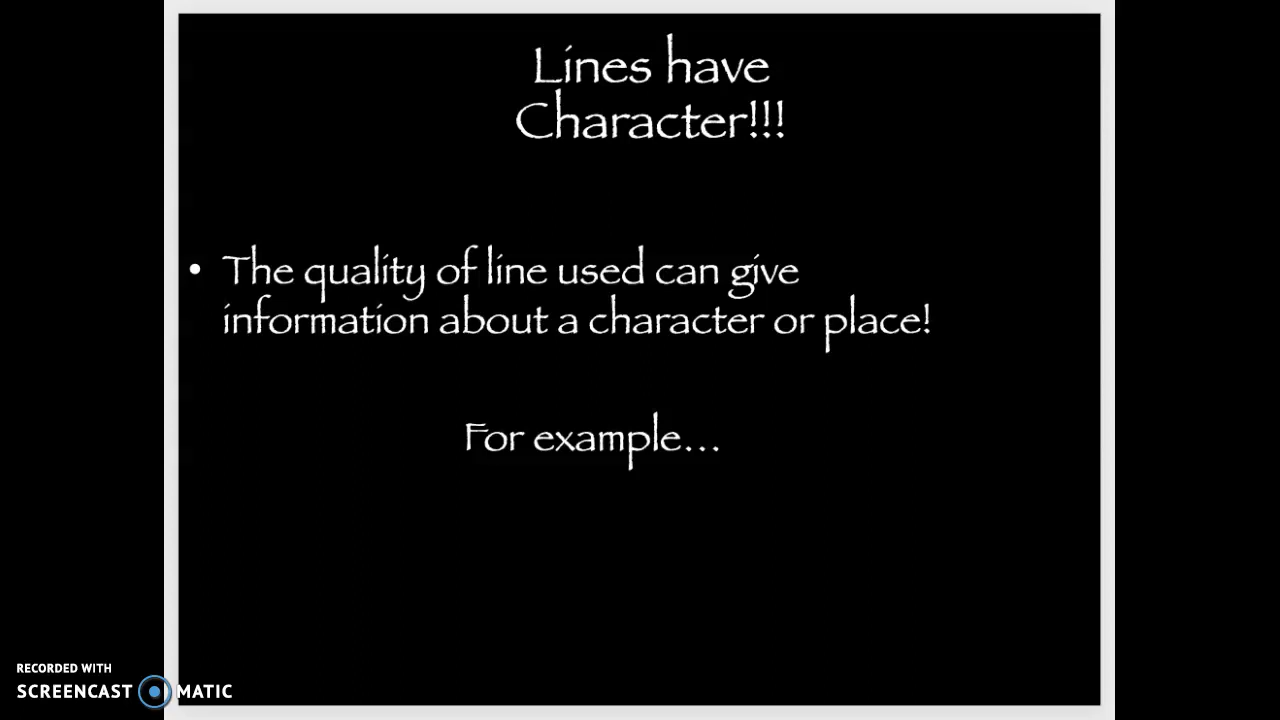 Lines have
Character!!!
• The quality of line used can give
information about a character or place!
For example...
RECORDED WITH
SCREENCAST MATIC